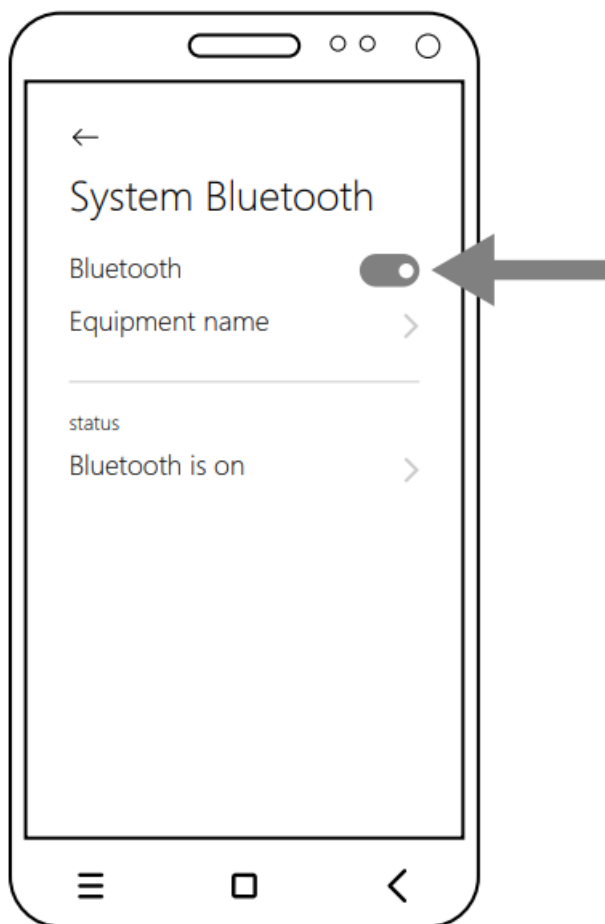 System Bluetooth
Bluetooth
Equipment name
status
Bluetooth is on